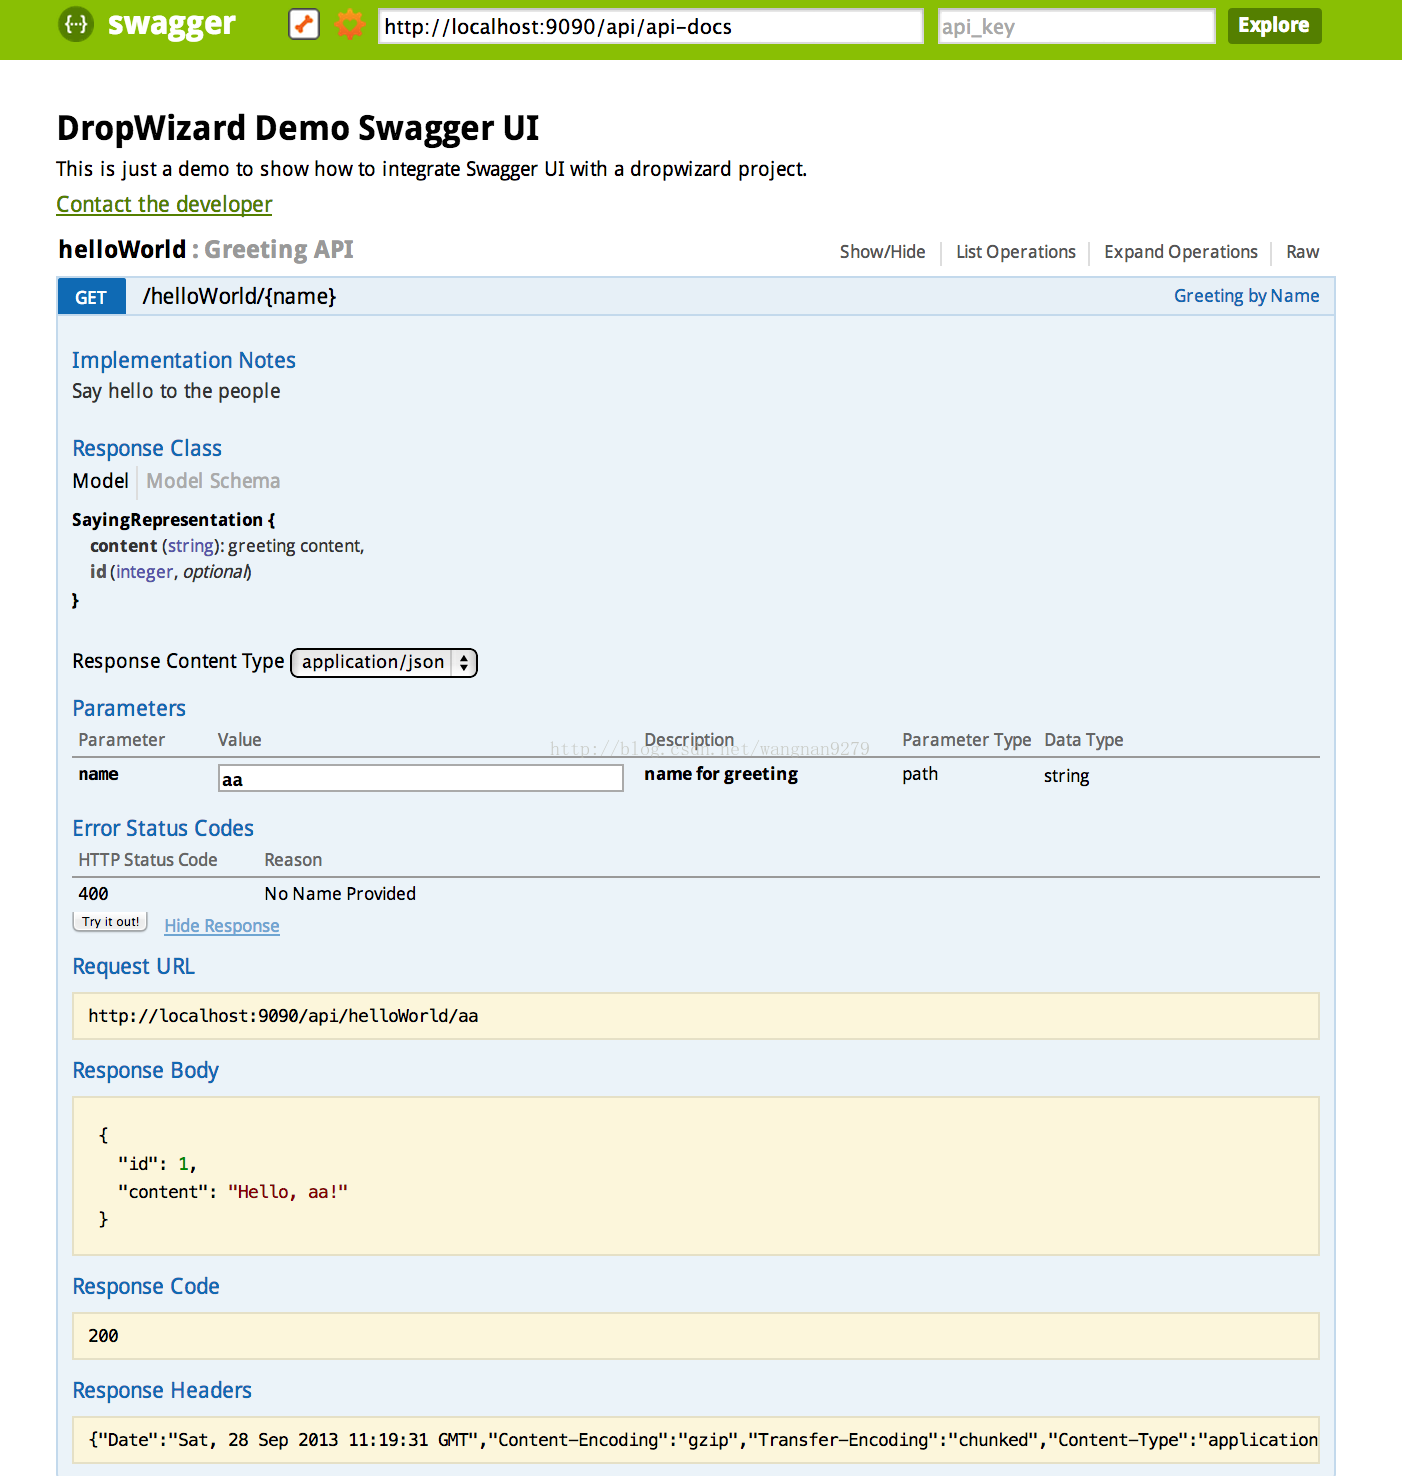 {···} swagger http://localhost:9090/api/api-docs api_key Explore
DropWizard Demo Swagger UI
This is just a demo to show how to integrate Swagger UI with a dropwizard project.
Contact the developer
helloWorld : Greeting API Show/Hide List Operations Expand Operations Raw
GET /helloWorld/{name} Greeting by Name
Implementation Notes
Say hello to the people
Response Class
Model Model Schema
SayingRepresentation {
content (string): greeting content,
id (integer, optional)
}
Response Content Type application/json
Parameters
Parameter Value Description Parameter Type Data Type
http://blog.csdn.net/wangnan9279
name aa name for greeting path string
Error Status Codes
HTTP Status Code Reason
400 No Name Provided
Try it out! Hide Response
Request URL
http://localhost:9090/api/helloWorld/aa
Response Body
{
"id": 1,
"content": "Hello, aa!"
}
Response Code
200
Response Headers
{"Date":"Sat, 28 Sep 2013 11:19:31 GMT","Content-Encoding":"gzip","Transfer-Encoding":"chunked","Content-Type":"application